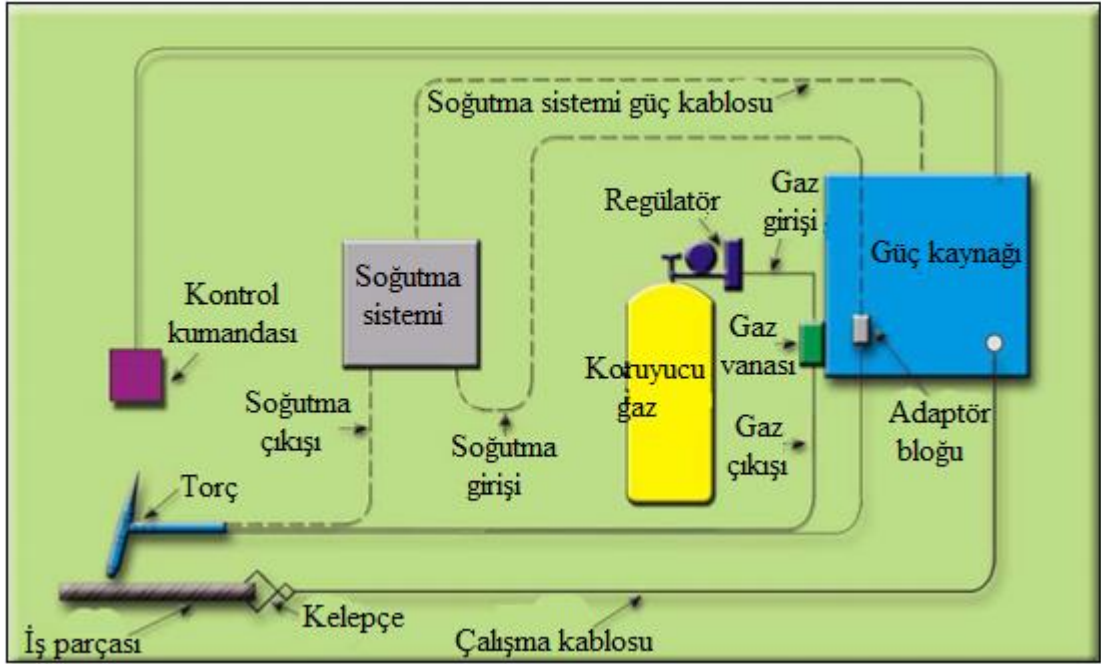 Soğutma sistemi güç kablosu
Regülatör
Gaz
girişi
Güç kaynağı
Soğutma
sistemi
Kontrol
kumandası
Gaz
vanası
Koruyucu
gaz
Soğutma
çıkışı
Soğutma
girişi
Gaz
çıkışı
Adaptör
bloğu
Torç
Kelepçe
İş parçası
Çalışma kablosu